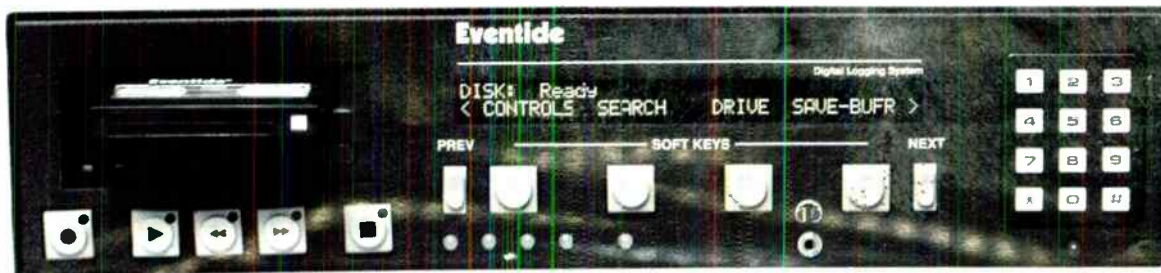 Eventide
Digital Logging System
Eventide
DISK: Ready
< CONTROLS SEARCH DRIVE SAVE-BUFR >
PREV SOFT KEYS NEXT
1 2 3
4 5 6
7 8 9
* 0 #